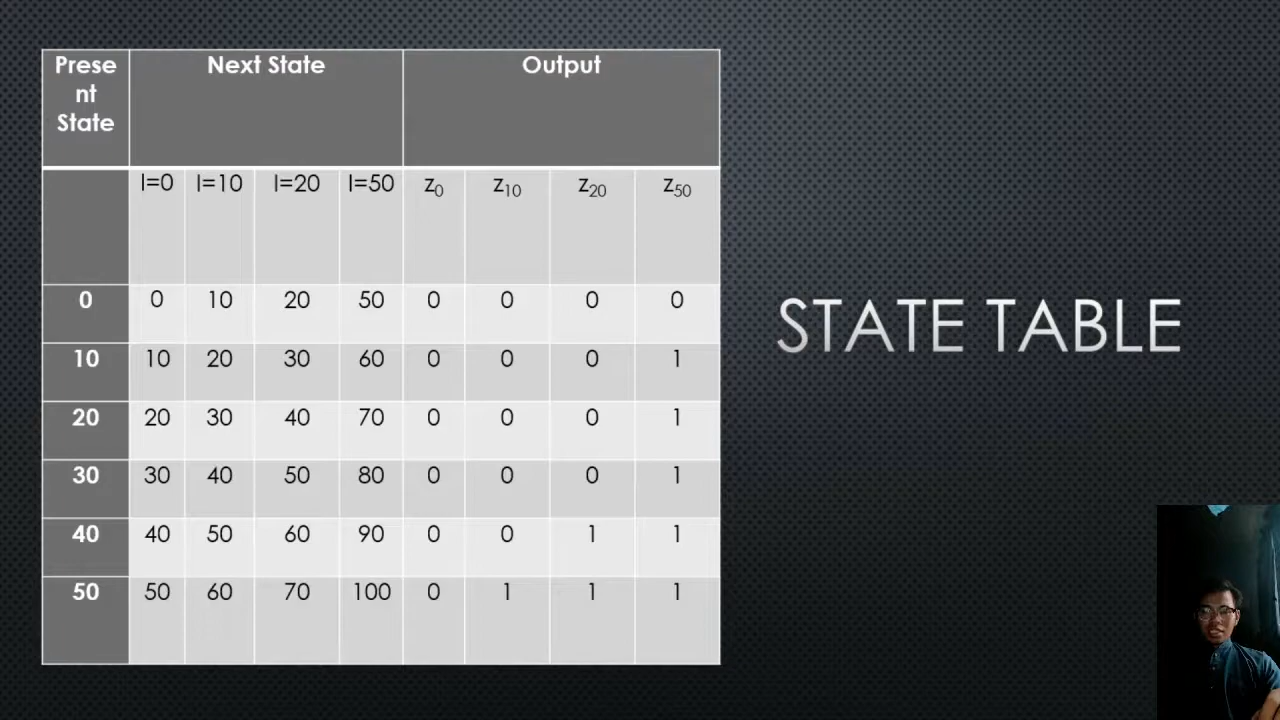 Prese
nt
State
Next State
Output
I=0 I=10 I=20 I=50 z₀ z₁₀ z₂₀ z₅₀
0 0 10 20 50 0 0 0 0
10 10 20 30 60 0 0 0 1
20 20 30 40 70 0 0 0 1
30 30 40 50 80 0 0 0 1
40 40 50 60 90 0 0 1 1
50 50 60 70 100 0 1 1 1
STATE TABLE